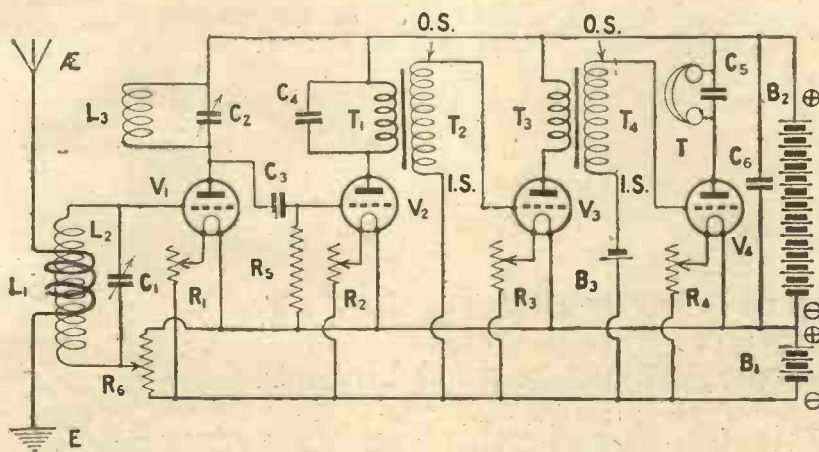 O.S. O.S.
Æ
L3 C2 C4 T1 T2 T3 T4 C5 B2 ⊕
T C6
V1 C3 V2 I.S. V3 I.S. V4
L2
L1 C1 R1 R5 R2 R3 B3 R4
⊖
⊕
R6 B1
⊖
E